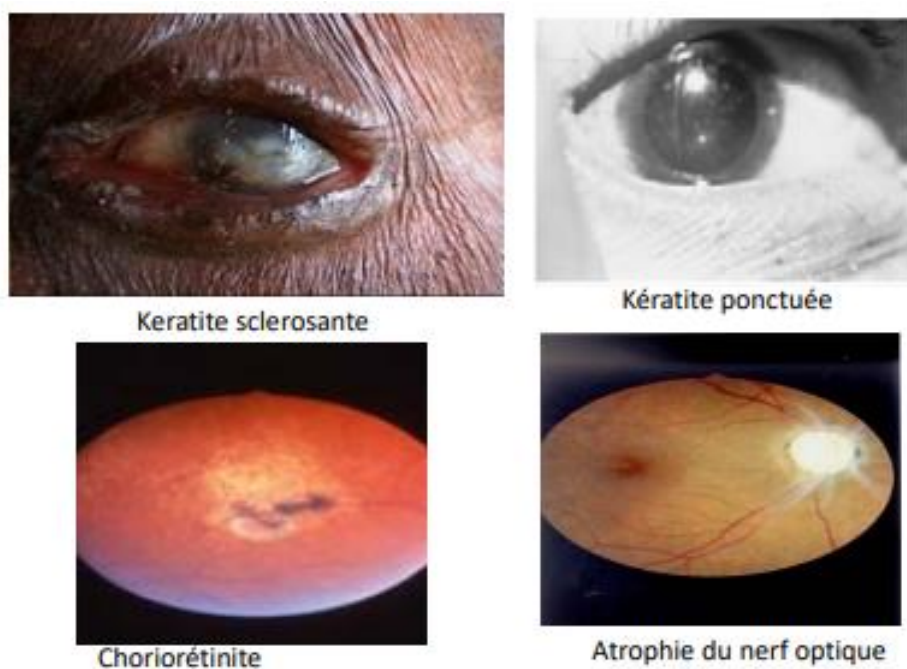 Keratite sclerosante
Kératite ponctuée
Choriorétinite
Atrophie du nerf optique